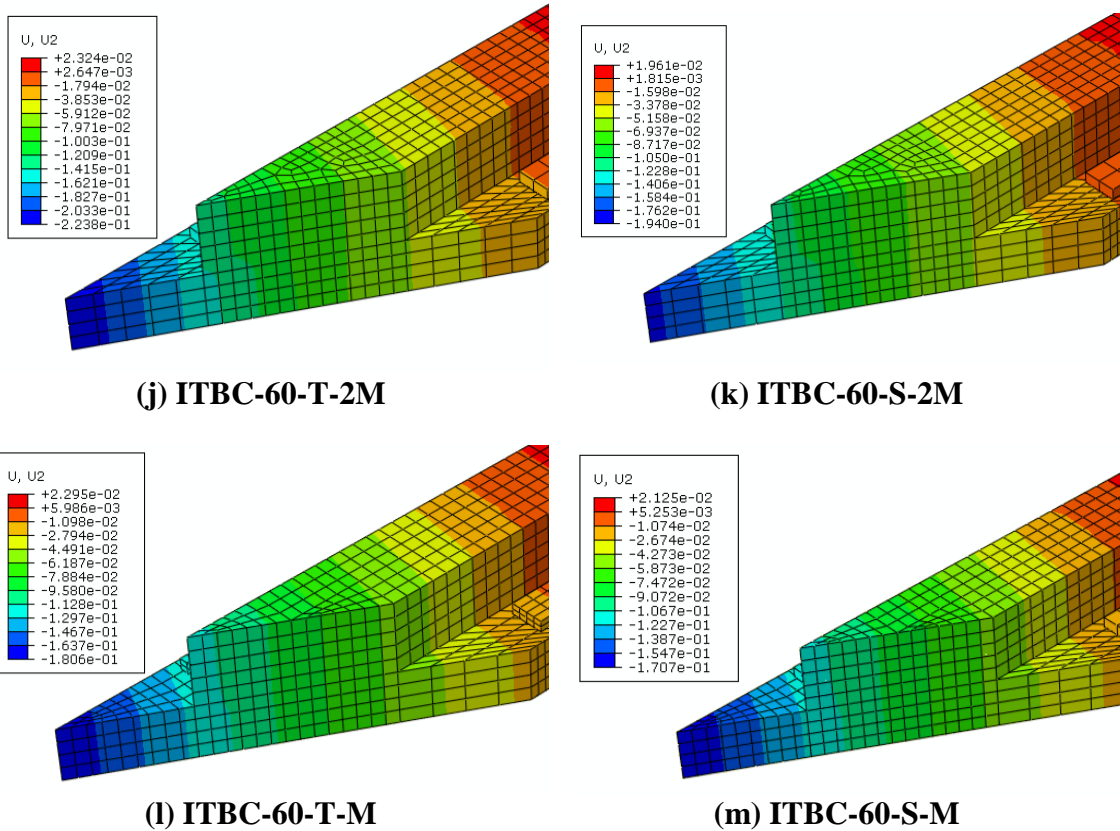 U, U2
+2.324e-02
+2.647e-03
-1.794e-02
-3.853e-02
-5.912e-02
-7.971e-02
-1.003e-01
-1.209e-01
-1.415e-01
-1.621e-01
-1.827e-01
-2.033e-01
-2.238e-01
(j) ITBC-60-T-2M
U, U2
+1.961e-02
+1.815e-03
-1.598e-02
-3.378e-02
-5.158e-02
-6.937e-02
-8.717e-02
-1.050e-01
-1.228e-01
-1.406e-01
-1.584e-01
-1.762e-01
-1.940e-01
(k) ITBC-60-S-2M
U, U2
+2.295e-02
+5.986e-03
-1.098e-02
-2.794e-02
-4.491e-02
-6.187e-02
-7.884e-02
-9.580e-02
-1.128e-01
-1.297e-01
-1.467e-01
-1.637e-01
-1.806e-01
(l) ITBC-60-T-M
U, U2
+2.125e-02
+5.253e-03
-1.074e-02
-2.674e-02
-4.273e-02
-5.873e-02
-7.472e-02
-9.072e-02
-1.067e-01
-1.227e-01
-1.387e-01
-1.547e-01
-1.707e-01
(m) ITBC-60-S-M